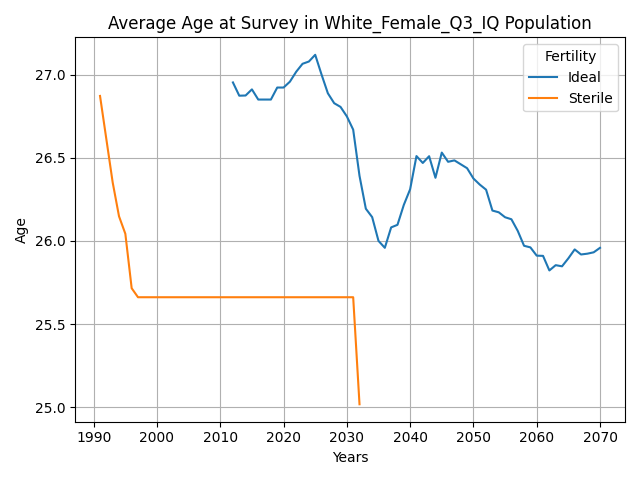 Average Age at Survey in White_Female_Q3_IQ Population
Fertility
Ideal
Sterile
Age
27.0
26.5
26.0
25.5
25.0
1990 2000 2010 2020 2030 2040 2050 2060 2070
Years